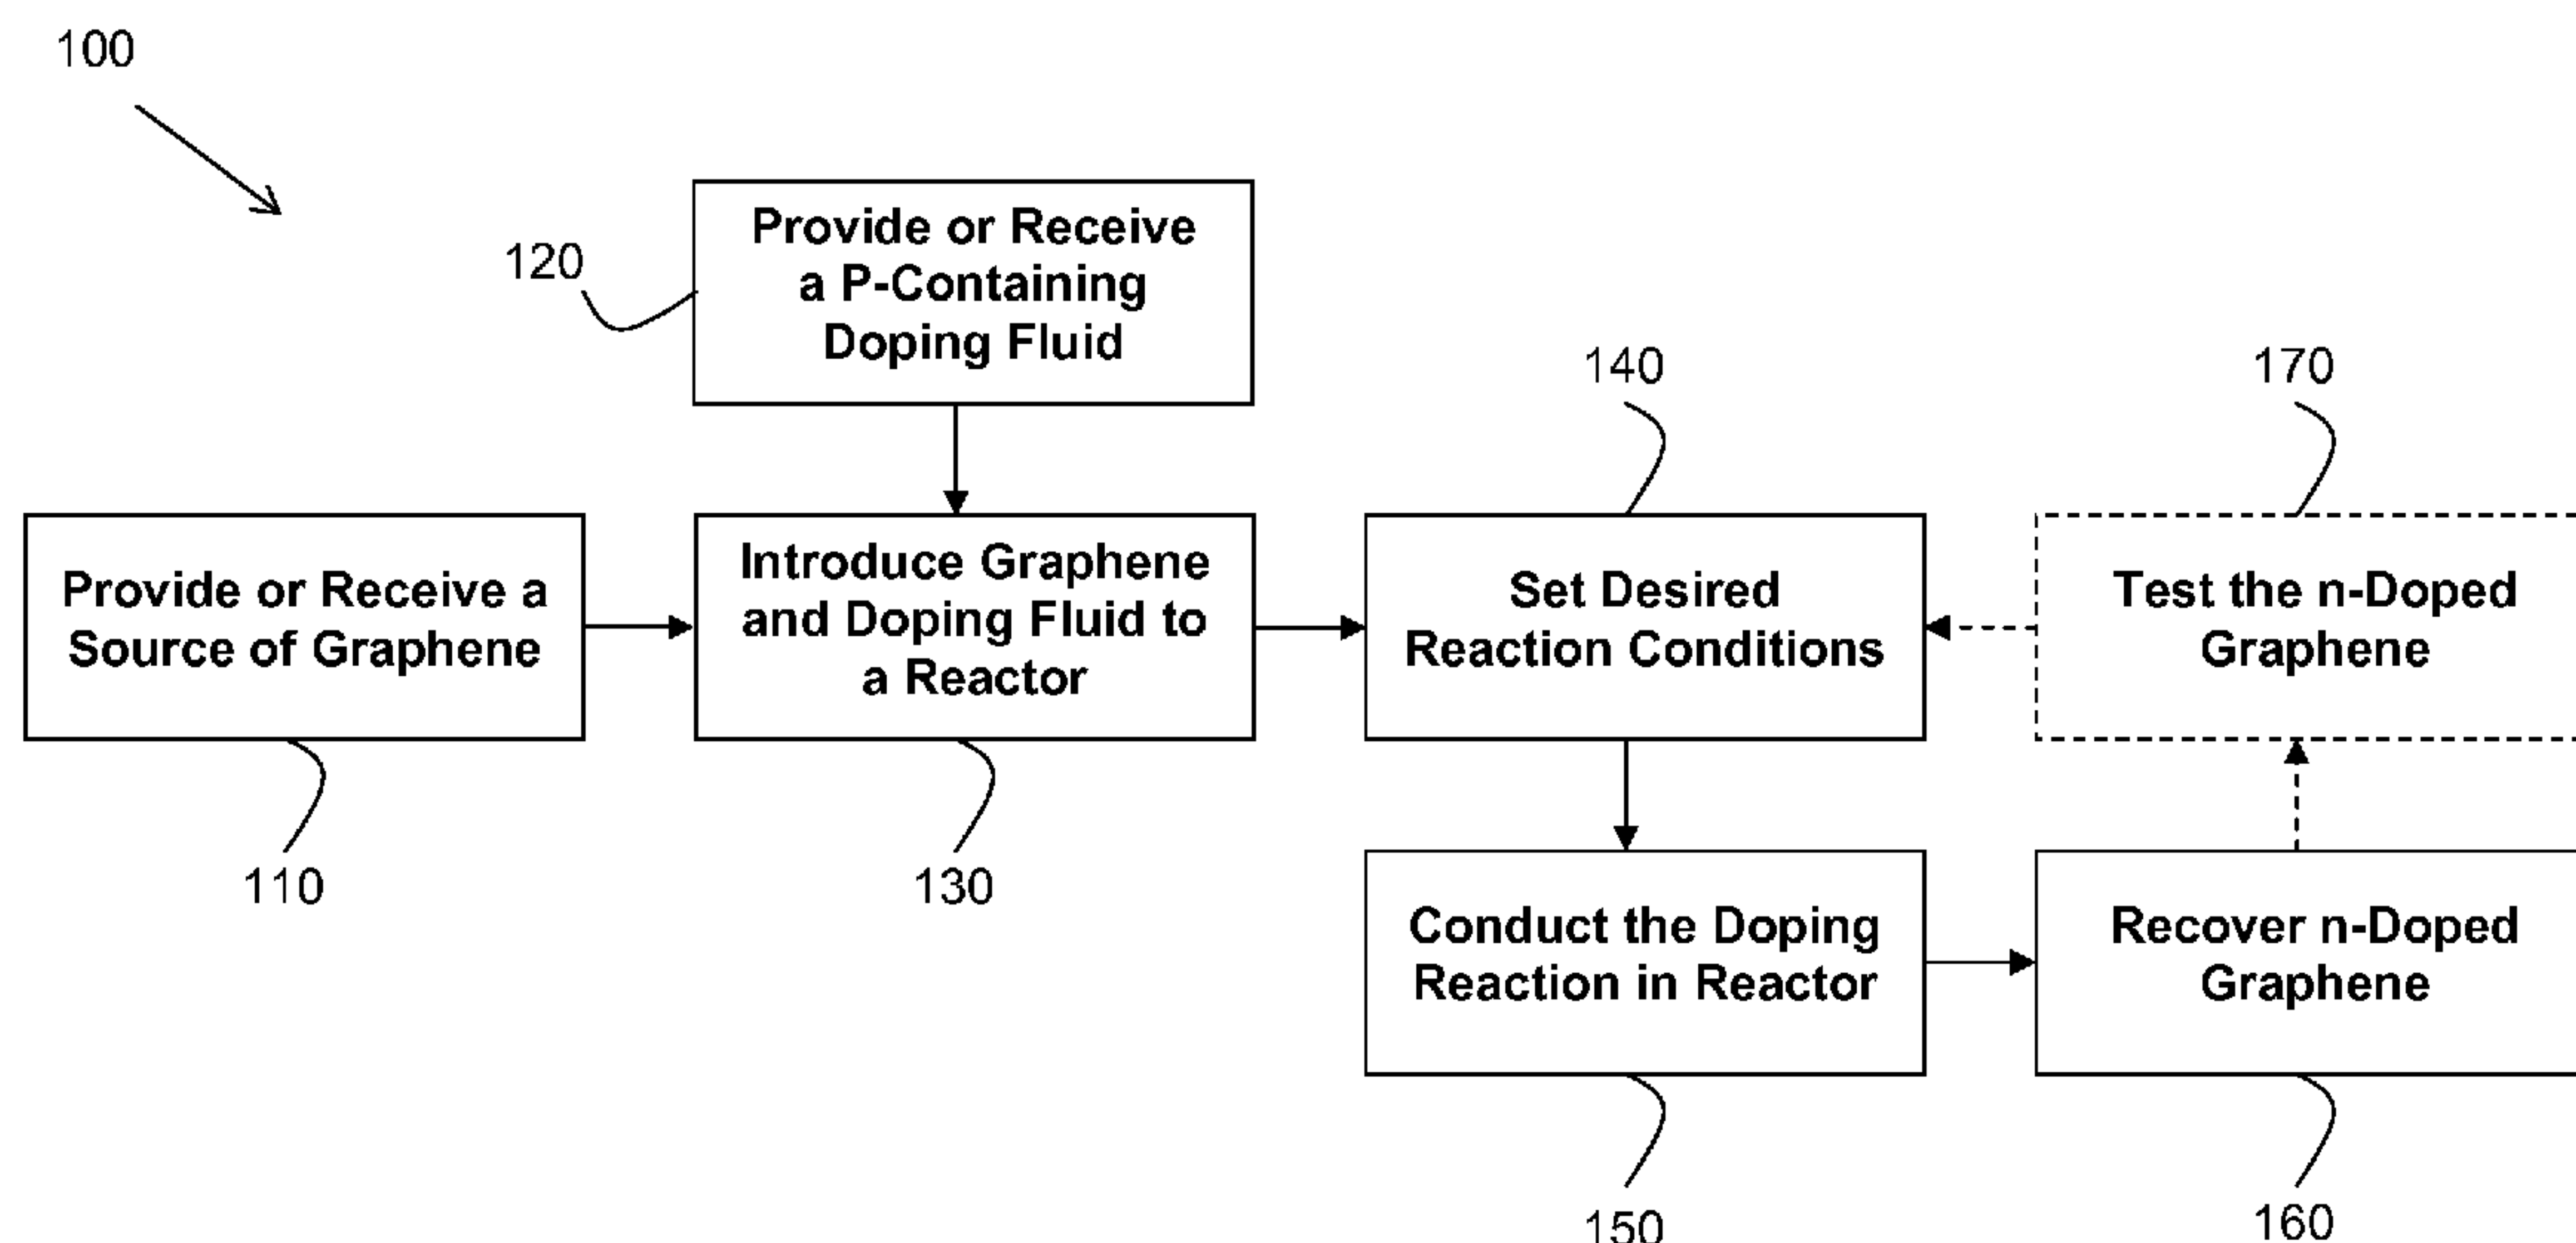 100
120
Provide or Receive
a P-Containing
Doping Fluid
140
170
Provide or Receive a
Source of Graphene
Introduce Graphene
and Doping Fluid to
a Reactor
Set Desired
Reaction Conditions
Test the n-Doped
Graphene
110
130
Conduct the Doping
Reaction in Reactor
Recover n-Doped
Graphene
150
160